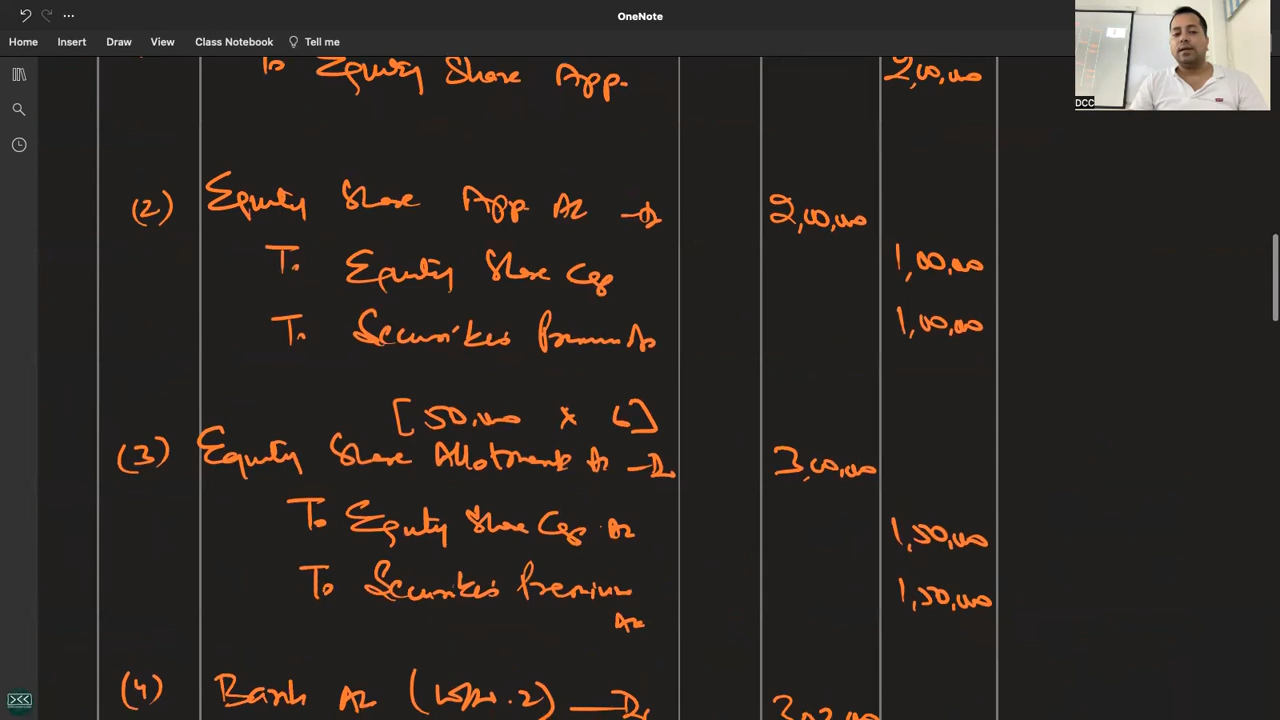 OneNote
Home Insert Draw View Class Notebook Tell me
DCC
To Equity Share App. 2,00,000
(2) Equity Share App A/c Dr 2,00,000
To Equity Share Cap 1,00,000
To Securities Premium A/c 1,00,000
[50,000 x 6]
(3) Equity Share Allotment A/c Dr 3,00,000
To Equity Share Cap. A/c 1,50,000
To Securities Premium 1,50,000
A/c
(4) Bank A/c (W/N.2) Dr